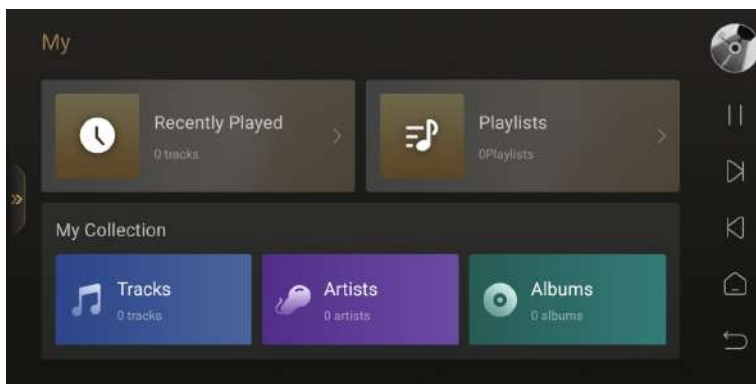 My
Recently Played
0 tracks
Playlists
0Playlists
My Collection
Tracks
0 tracks
Artists
0 artists
Albums
0 albums